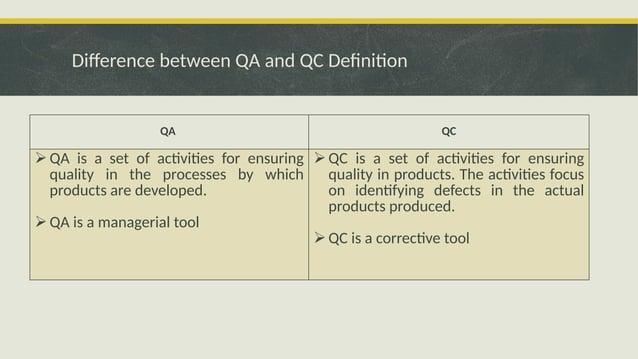 Difference between QA and QC Definition
QA
QC
➢ QA is a set of activities for ensuring
quality in the processes by which
products are developed.
➢ QA is a managerial tool
➢ QC is a set of activities for ensuring
quality in products. The activities focus
on identifying defects in the actual
products produced.
➢ QC is a corrective tool